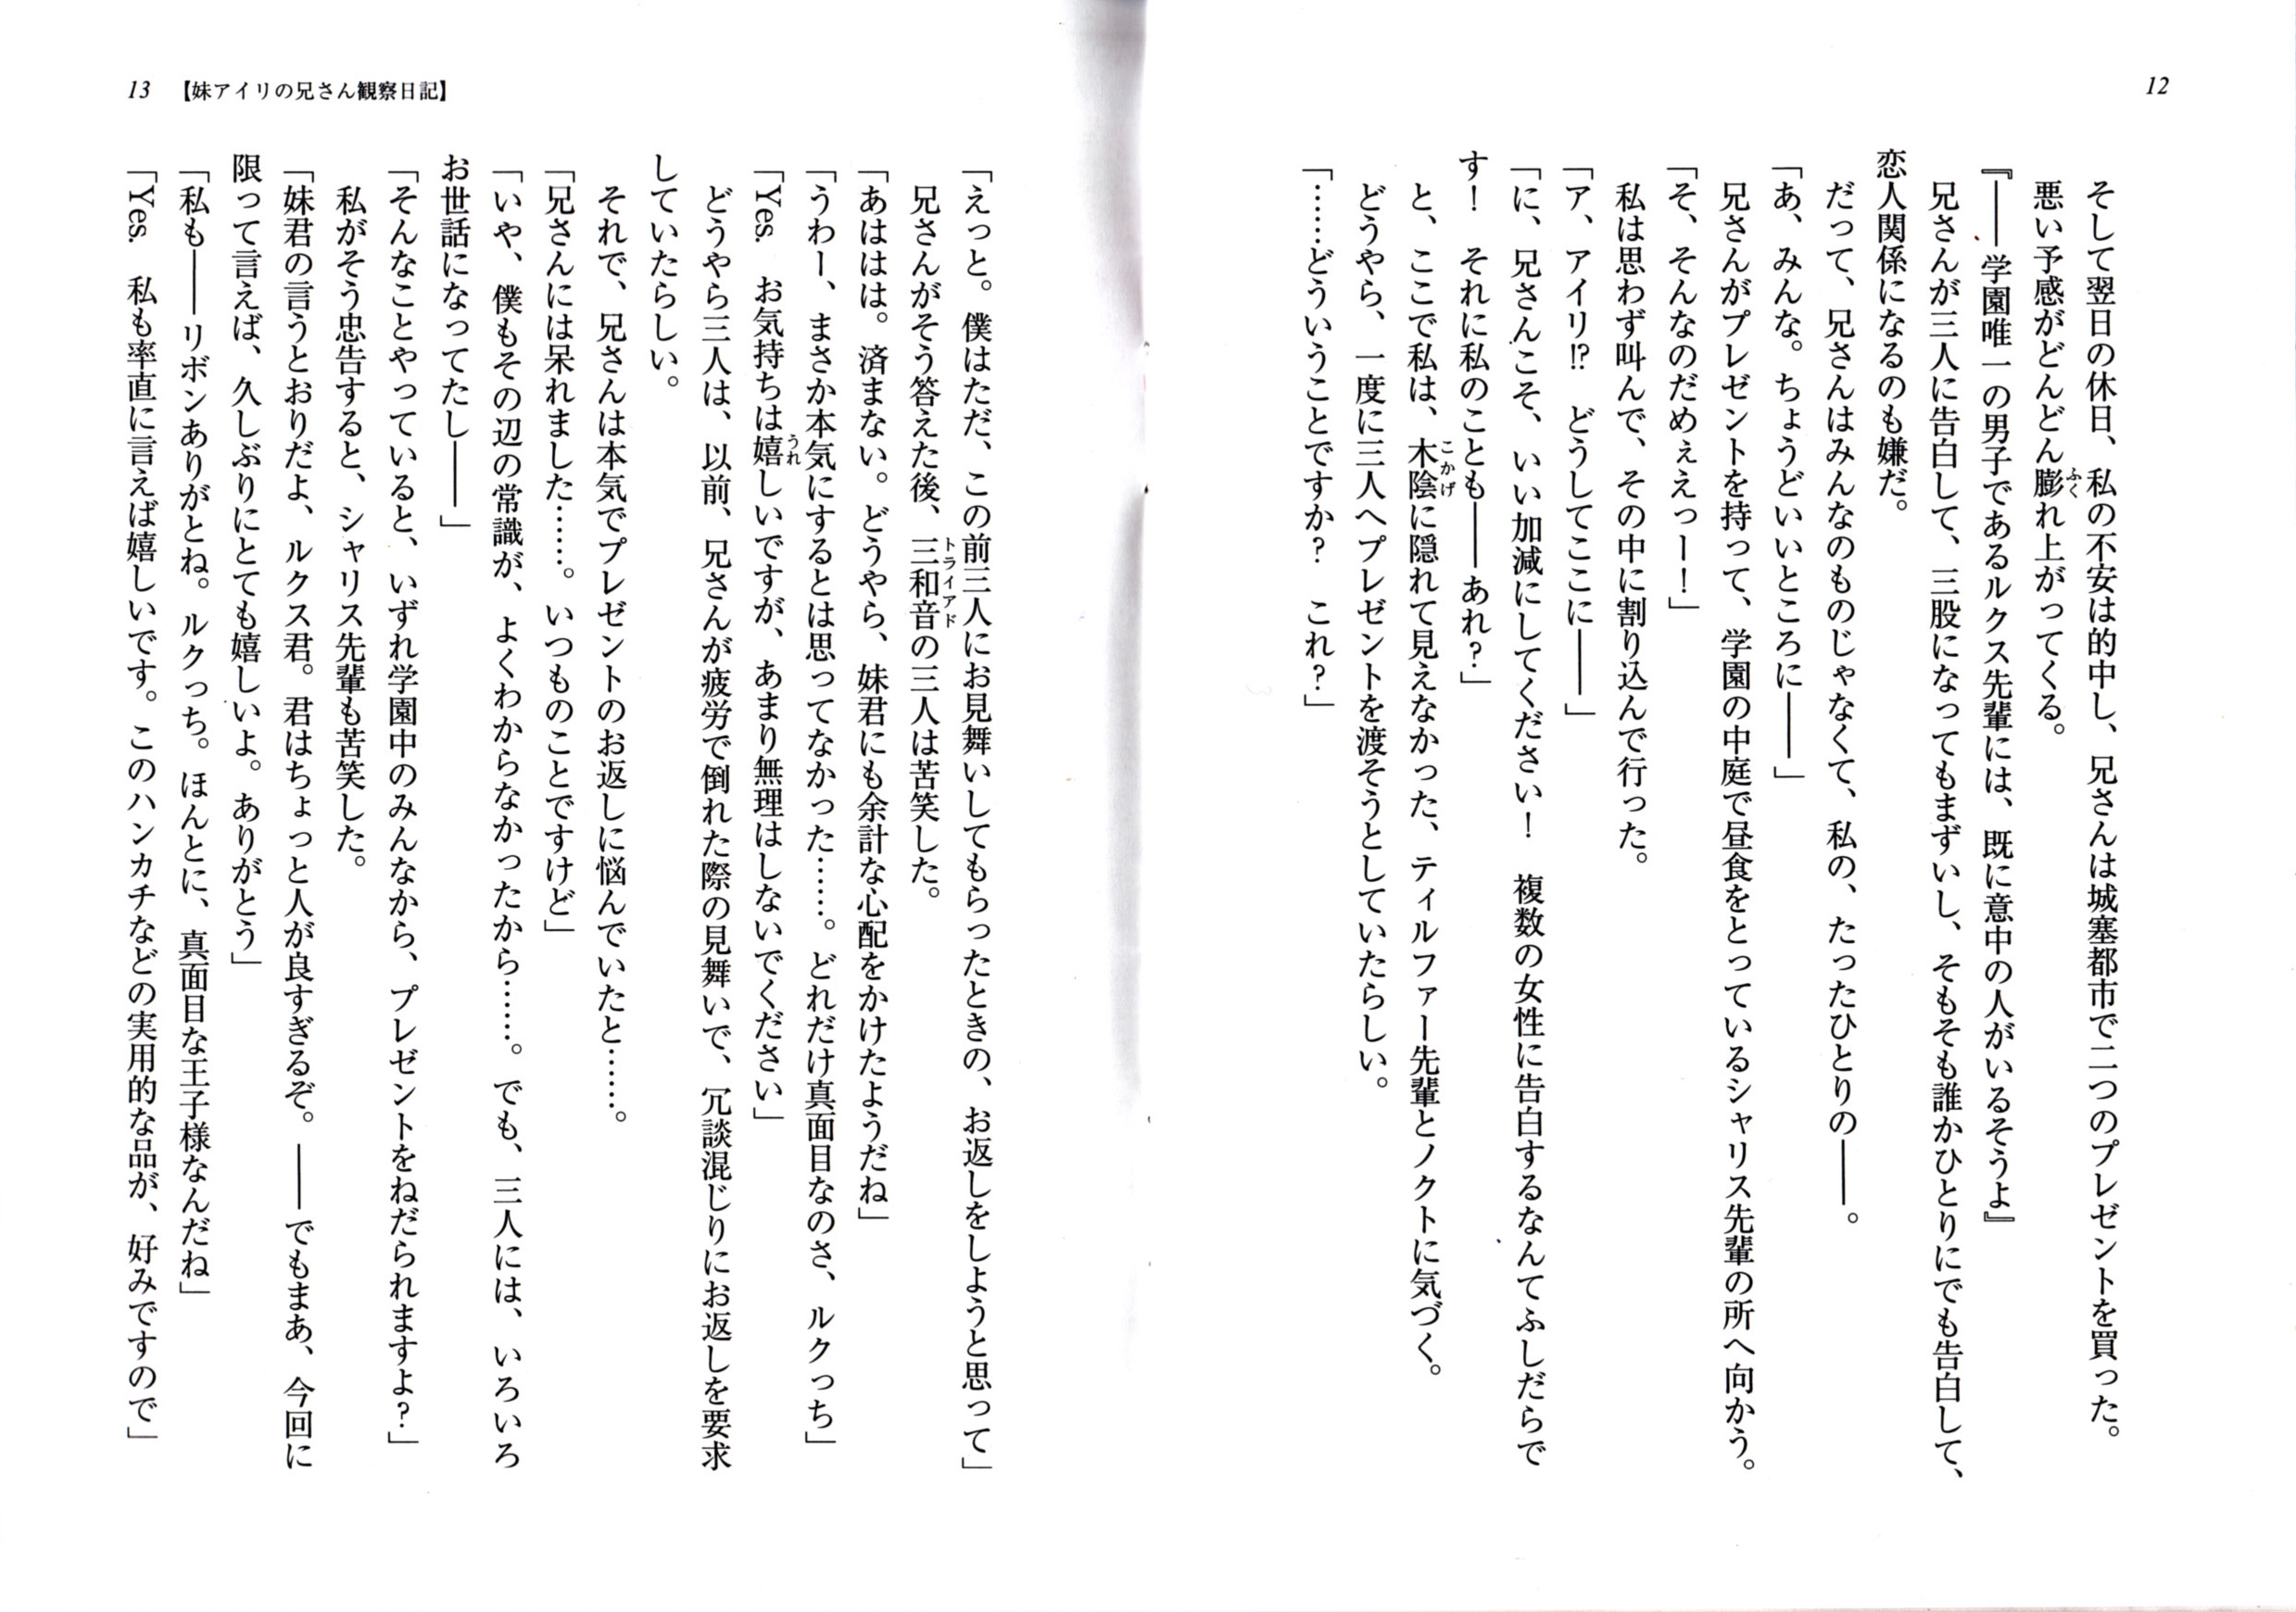 12
そして翌日の休日、私の不安は的中し、兄さんは城塞都市で二つのプレゼントを買った。
悪い予感がどんどん膨れ上がってくる。
『――学園唯一の男子であるルクス先輩には、既に意中の人がいるそうよ』
兄さんが三人に告白して、三股になってもまずいし、そもそも誰かひとりにでも告白して、
恋人関係になるのも嫌だ。
だって、兄さんはみんなのものじゃなくて、私の、たったひとりの――。
「あ、みんな。ちょうどいいところに――」
兄さんがプレゼントを持って、学園の中庭で昼食をとっているシャリス先輩の所へ向かう。
「そ、そんなのだめぇえっー！」
私は思わず叫んで、その中に割り込んで行った。
「ア、アイリ!?　どうしてここに――」
「に、兄さんこそ、いい加減にしてください！　複数の女性に告白するなんてふしだらで
す！　それに私のことも――あれ？」
と、ここで私は、木陰に隠れて見えなかった、ティルファー先輩とノクトに気づく。
どうやら、一度に三人へプレゼントを渡そうとしていたらしい。
「……どういうことですか？　これ？」
13　【妹アイリの兄さん観察日記】
「えっと。僕はただ、この前三人にお見舞いしてもらったときの、お返しをしようと思って」
兄さんがそう答えた後、三和音の三人は苦笑した。
「あははは。済まない。どうやら、妹君にも余計な心配をかけたようだね」
「うわー、まさか本気にするとは思ってなかった……。どれだけ真面目なのさ、ルクっち」
「Yes.　お気持ちは嬉しいですが、あまり無理はしないでください」
どうやら三人は、以前、兄さんが疲労で倒れた際の見舞いで、冗談混じりにお返しを要求
していたらしい。
それで、兄さんは本気でプレゼントのお返しに悩んでいたと……。
「兄さんには呆れました……。いつものことですけど」
「いや、僕もその辺の常識が、よくわからなかったから……。でも、三人には、いろいろ
お世話になってたし――」
「そんなことやっていると、いずれ学園中のみんなから、プレゼントをねだられますよ？」
私がそう忠告すると、シャリス先輩も苦笑した。
「妹君の言うとおりだよ、ルクス君。君はちょっと人が良すぎるぞ。――でもまあ、今回に
限って言えば、久しぶりにとても嬉しいよ。ありがとう」
「私も――リボンありがとね。ルクっち。ほんとに、真面目な王子様なんだね」
「Yes.　私も率直に言えば嬉しいです。このハンカチなどの実用的な品が、好みですので」